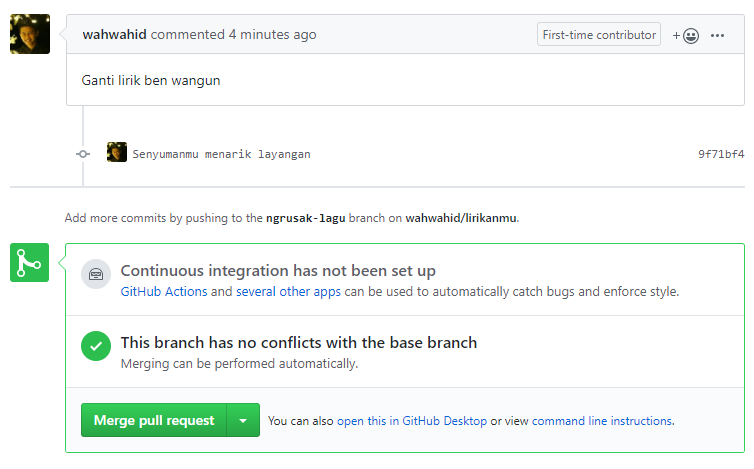 wahwahid commented 4 minutes ago First-time contributor +
Ganti lirik ben wangun
Senyumanmu menarik layangan 9f71bf4
Add more commits by pushing to the ngrusak-lagu branch on wahwahid/lirikanmu.
Continuous integration has not been set up
GitHub Actions and several other apps can be used to automatically catch bugs and enforce style.
This branch has no conflicts with the base branch
Merging can be performed automatically.
Merge pull request You can also open this in GitHub Desktop or view command line instructions.